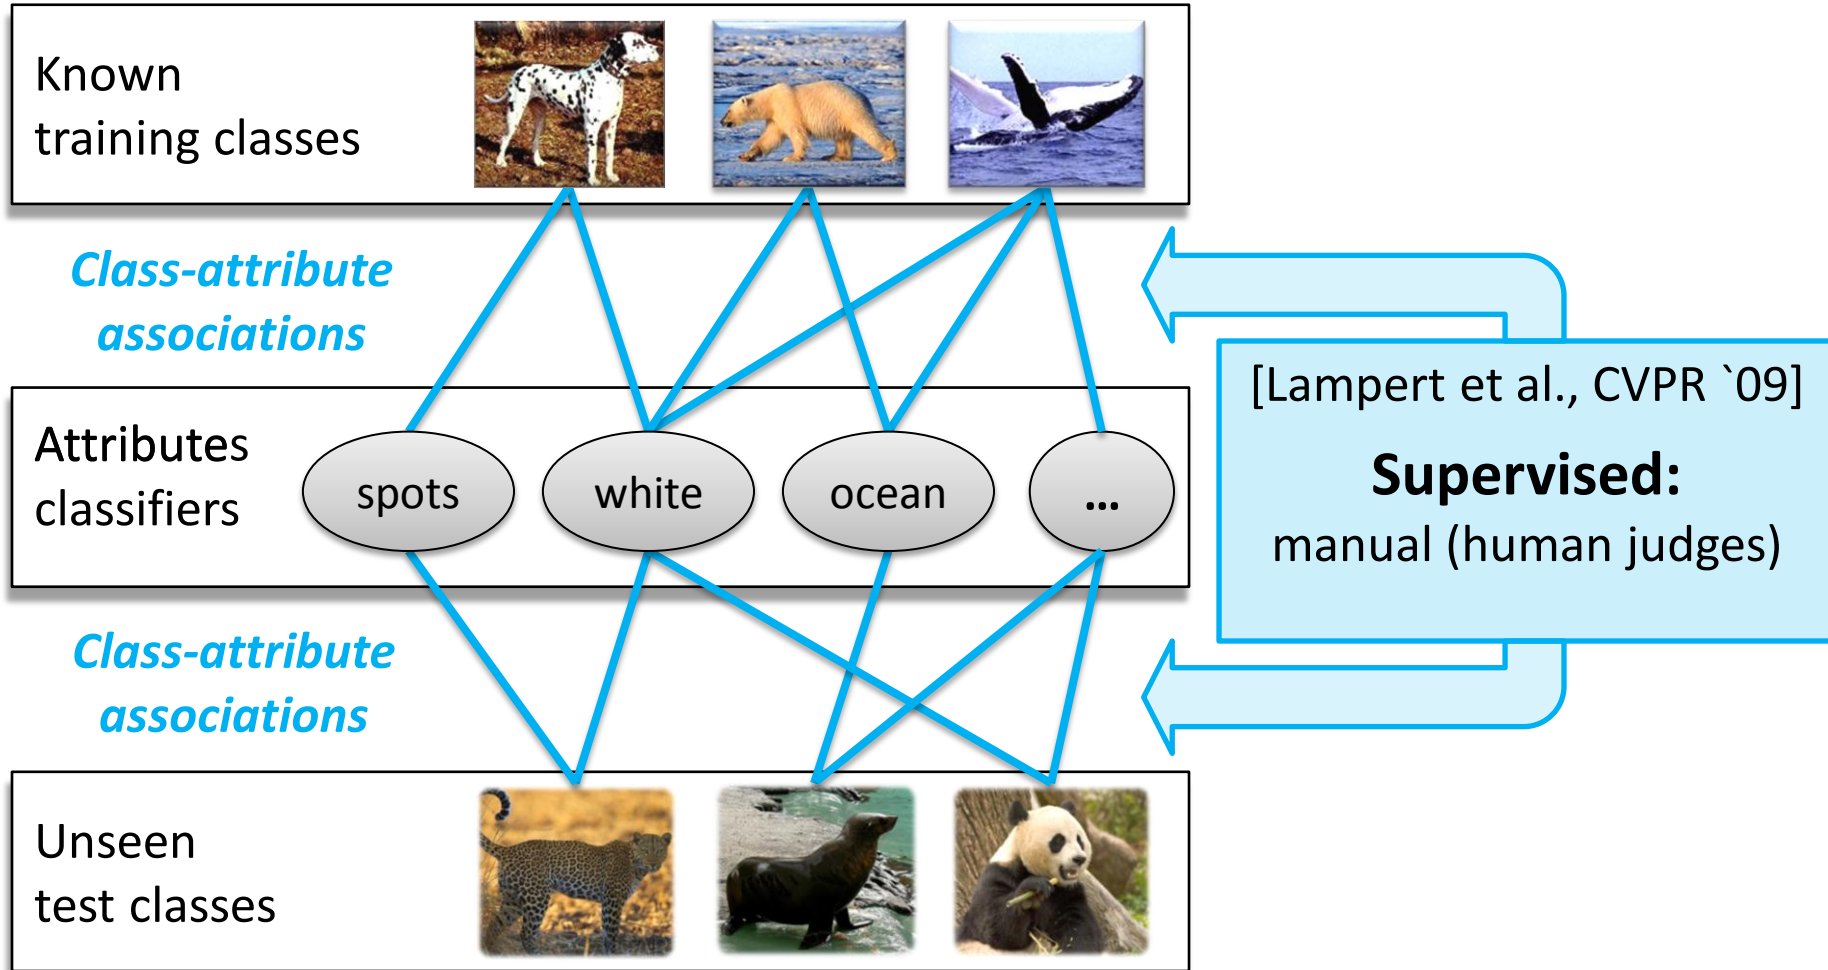 Known
training classes
Class-attribute
associations
[Lampert et al., CVPR `09]
Supervised:
manual (human judges)
Attributes
classifiers
spots
white
ocean
...
Class-attribute
associations
Unseen
test classes